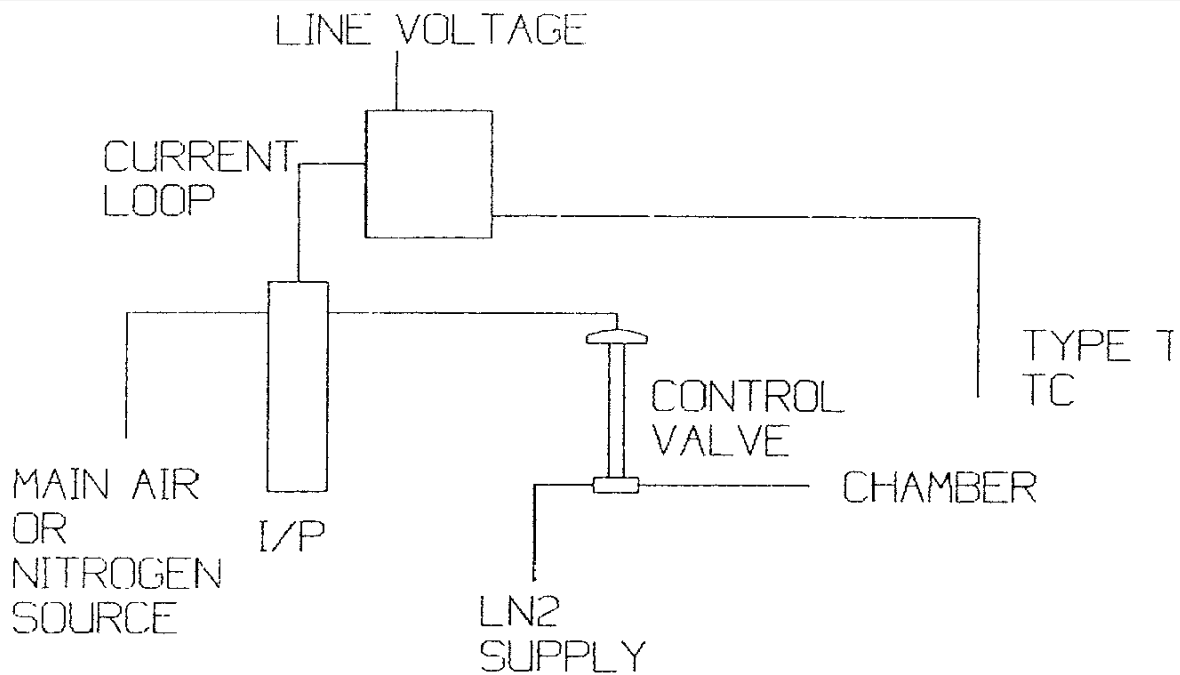 LINE VOLTAGE
CURRENT
LOOP
TYPE T
TC
CONTROL
VALVE
MAIN AIR
OR
NITROGEN
SOURCE
I/P
CHAMBER
LN2
SUPPLY